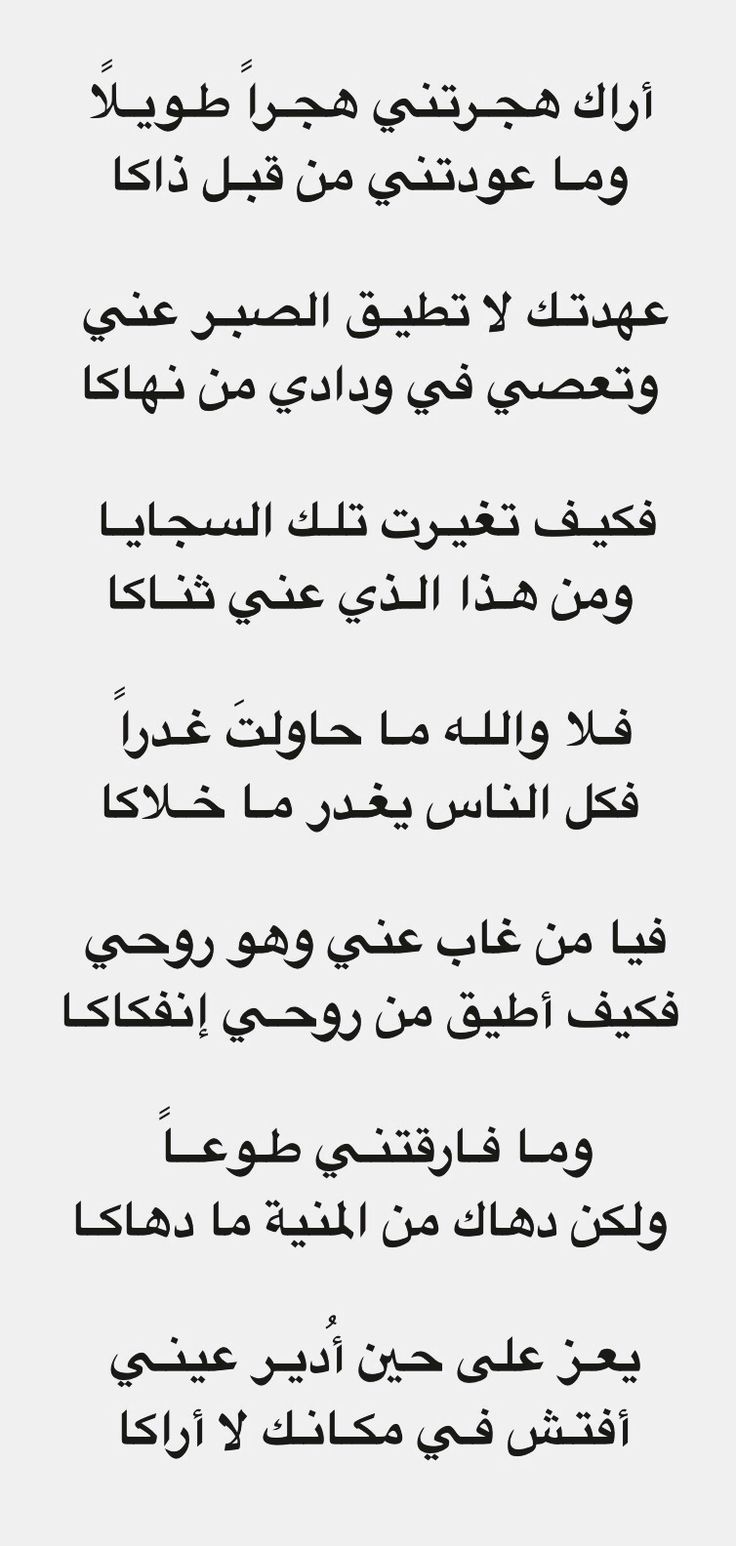 أراك هجرتني هجراً طويلاً
وما عودتني من قبل ذاكا
عهدتك لا تطيق الصبر عني
وتعصي في ودادي من نهاكا
فكيف تغيرت تلك السجايا
ومن هذا الذي عني ثناكا
فلا والله ما حاولتَ غدراً
فكل الناس يغدر ما خلاكا
فيا من غاب عني وهو روحي
فكيف أطيق من روحي إنفكاكا
وما فارقتني طوعاً
ولكن دهاك من المنية ما دهاكا
يعز على حين أُدير عيني
أفتش في مكانك لا أراكا